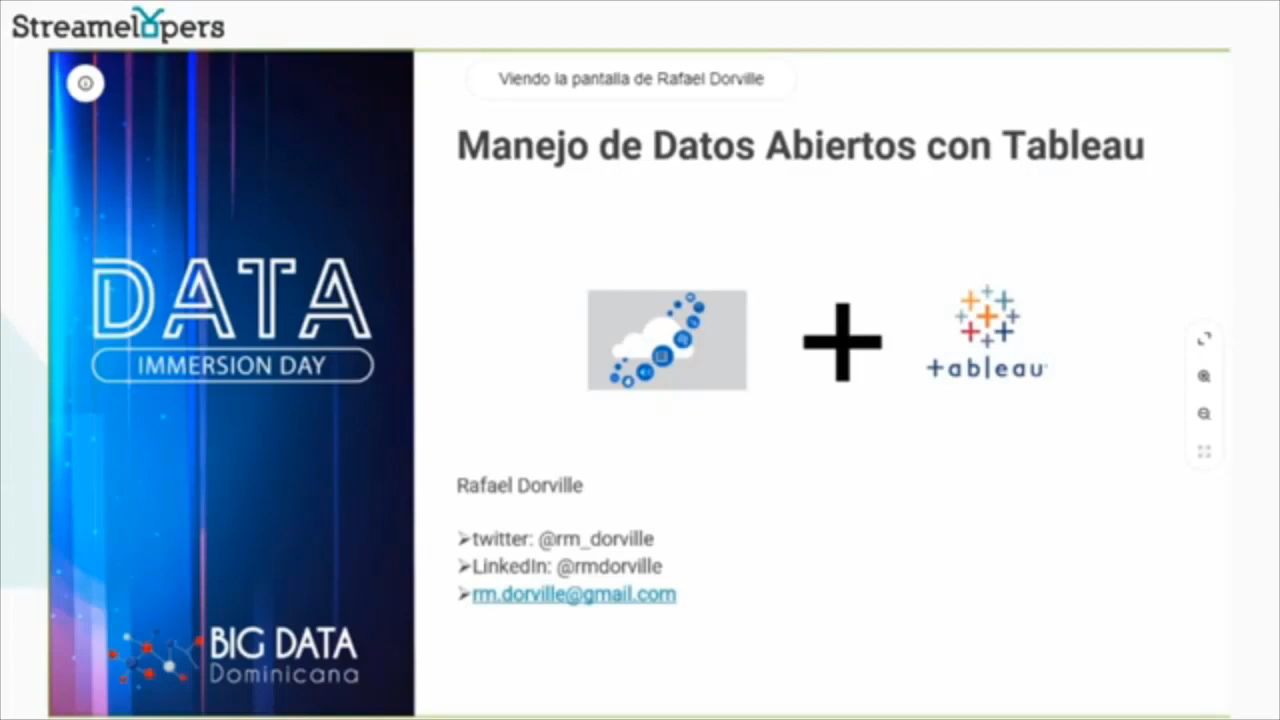 Streamelopers
Viendo la pantalla de Rafael Dorville
Manejo de Datos Abiertos con Tableau
DATA
IMMERSION DAY
+ableau
Rafael Dorville
➢twitter: @rm_dorville
➢LinkedIn: @rmdorville
➢rm.dorville@gmail.com
BIG DATA
Dominicana